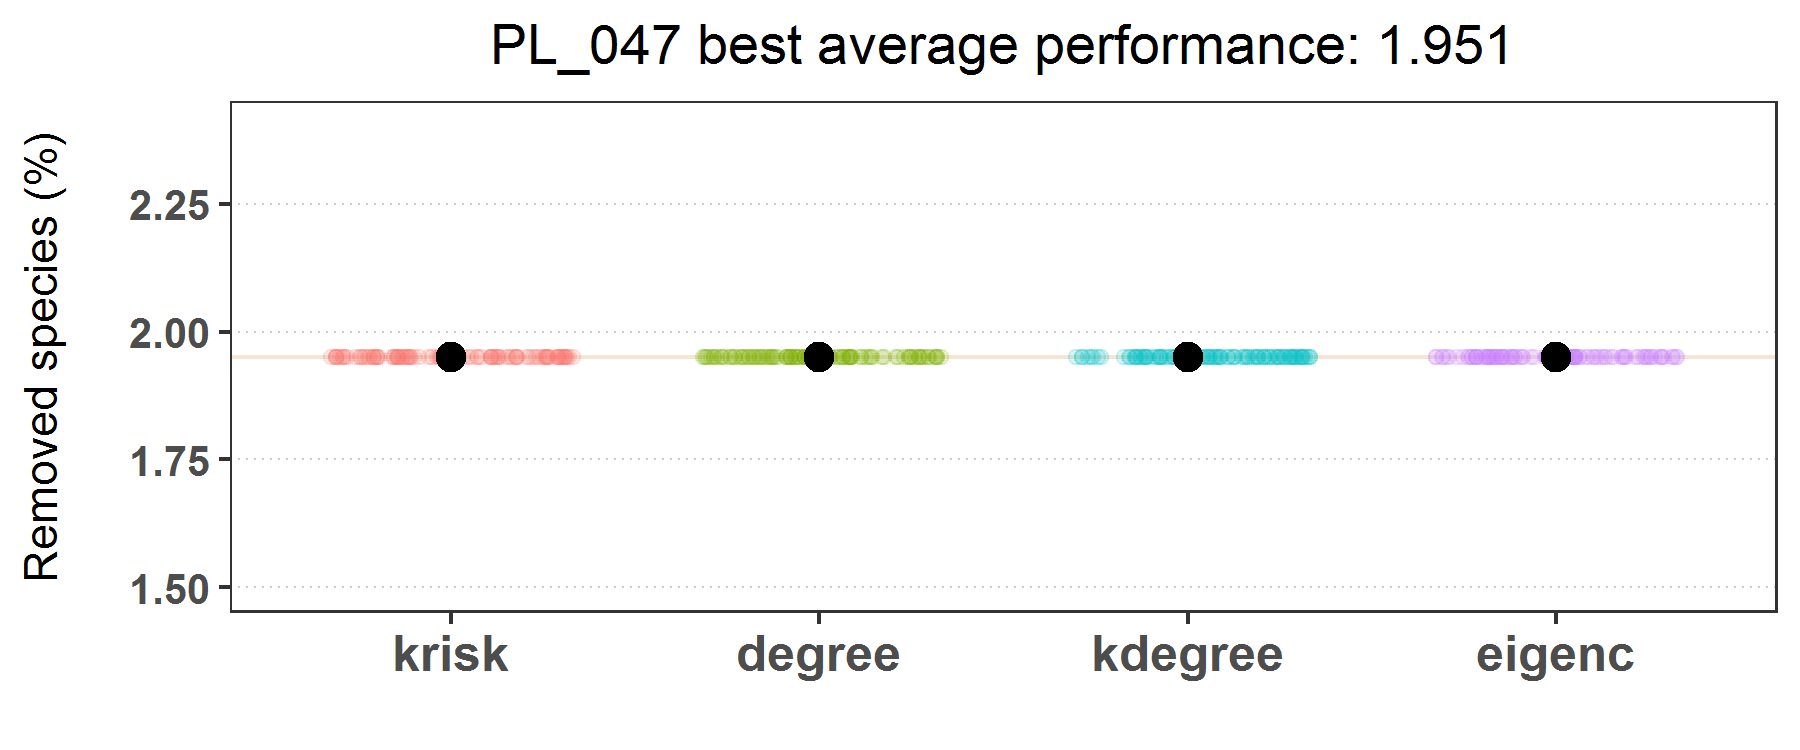 PL_047 best average performance: 1.951
Removed species (%)
2.25
2.00
1.75
1.50
krisk degree kdegree eigenc